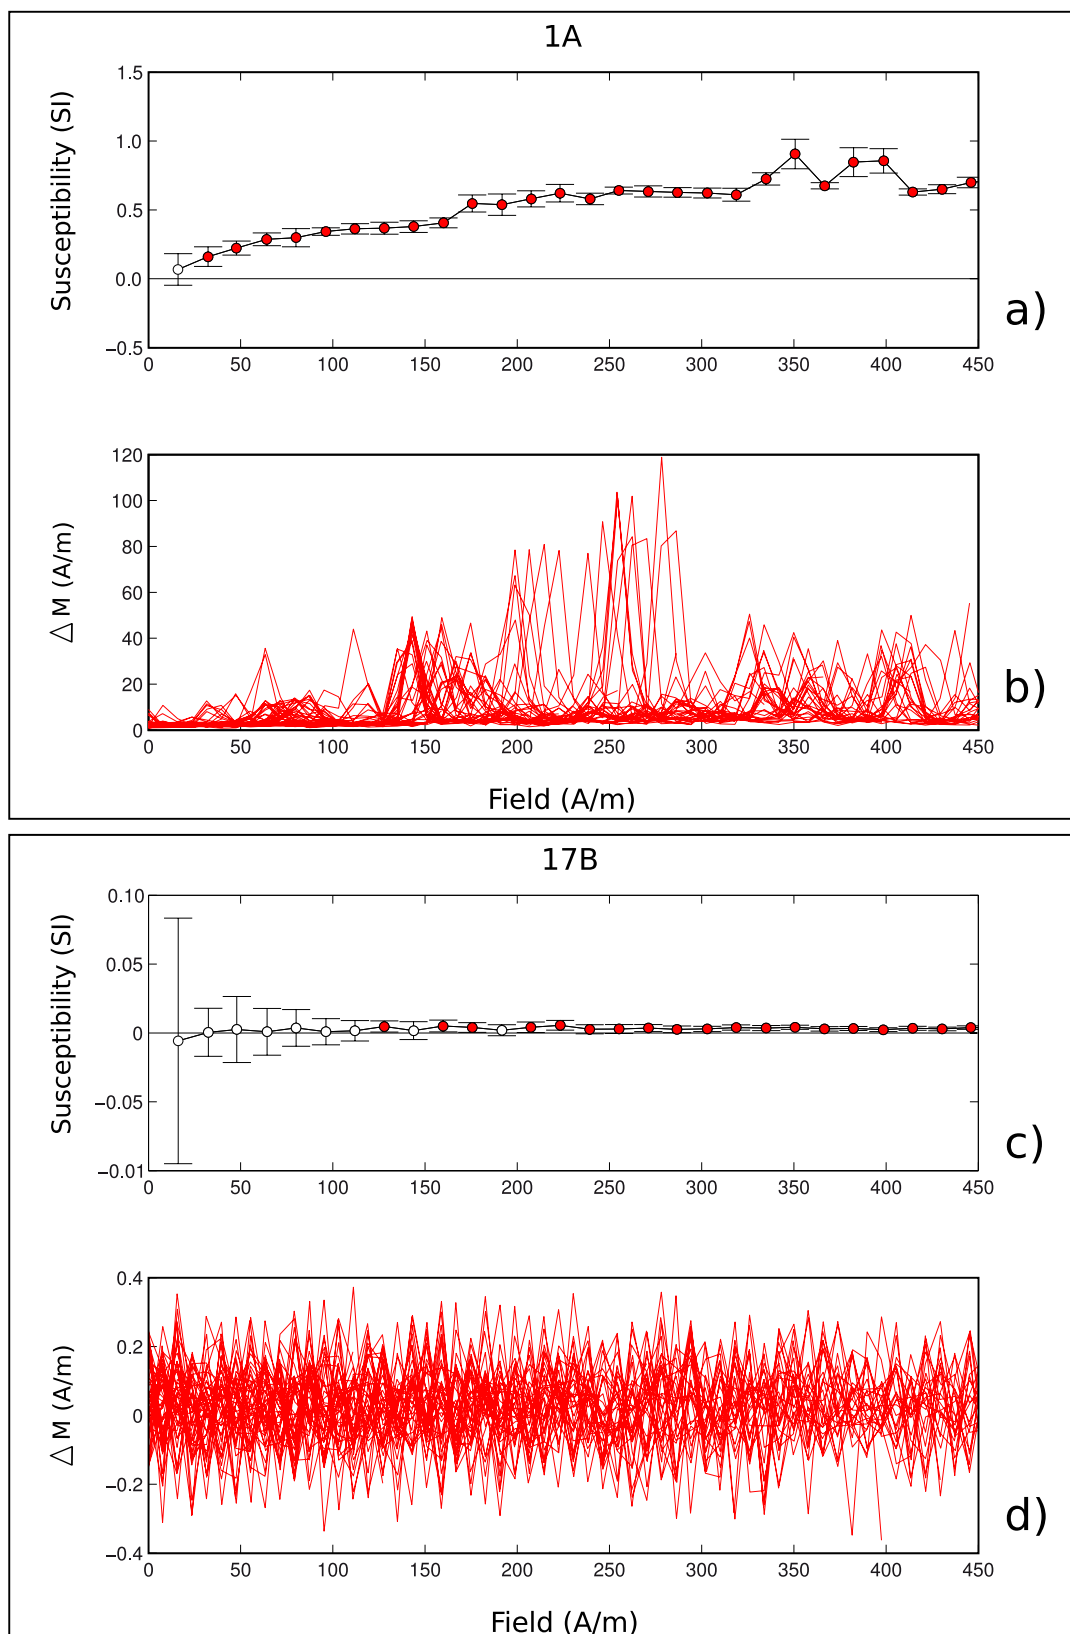 1A
Susceptibility (SI)
1.5
1.0
0.5
0.0
−0.5
0 50 100 150 200 250 300 350 400 450
a)
△ M (A/m)
120
100
80
60
40
20
0
0 50 100 150 200 250 300 350 400 450
Field (A/m)
b)
17B
Susceptibility (SI)
0.10
0.05
0
−0.05
−0.01
0 50 100 150 200 250 300 350 400 450
c)
△ M (A/m)
0.4
0.2
0
−0.2
−0.4
0 50 100 150 200 250 300 350 400 450
Field (A/m)
d)